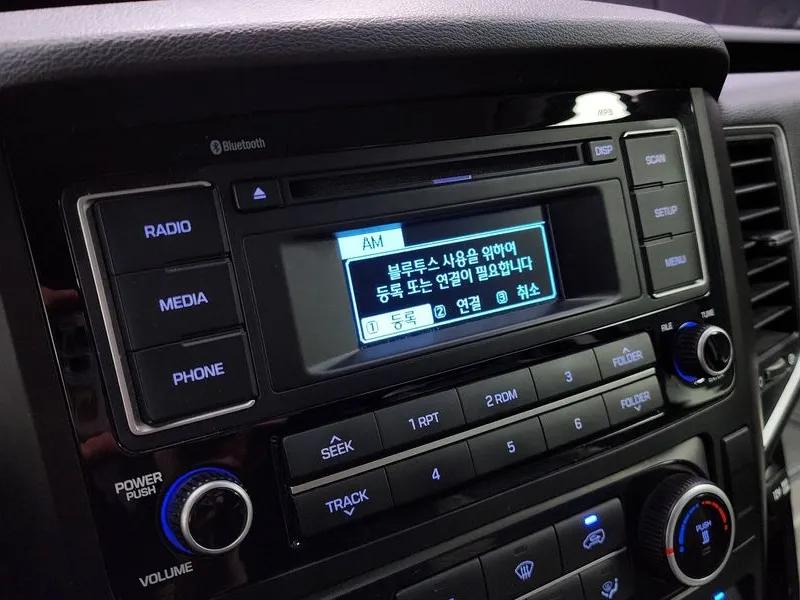 MP3
Bluetooth
DISP
SCAN
RADIO
SETUP
AM
블루투스 사용을 위하여
등록 또는 연결이 필요합니다
① 등록 ② 연결 ③ 취소
MEDIA
MENU
PHONE
TUNE
FILE
FOLDER
3
2 RDM
1 RPT
SEEK
FOLDER
6
5
4
TRACK
POWER
PUSH
VOLUME
PUSH